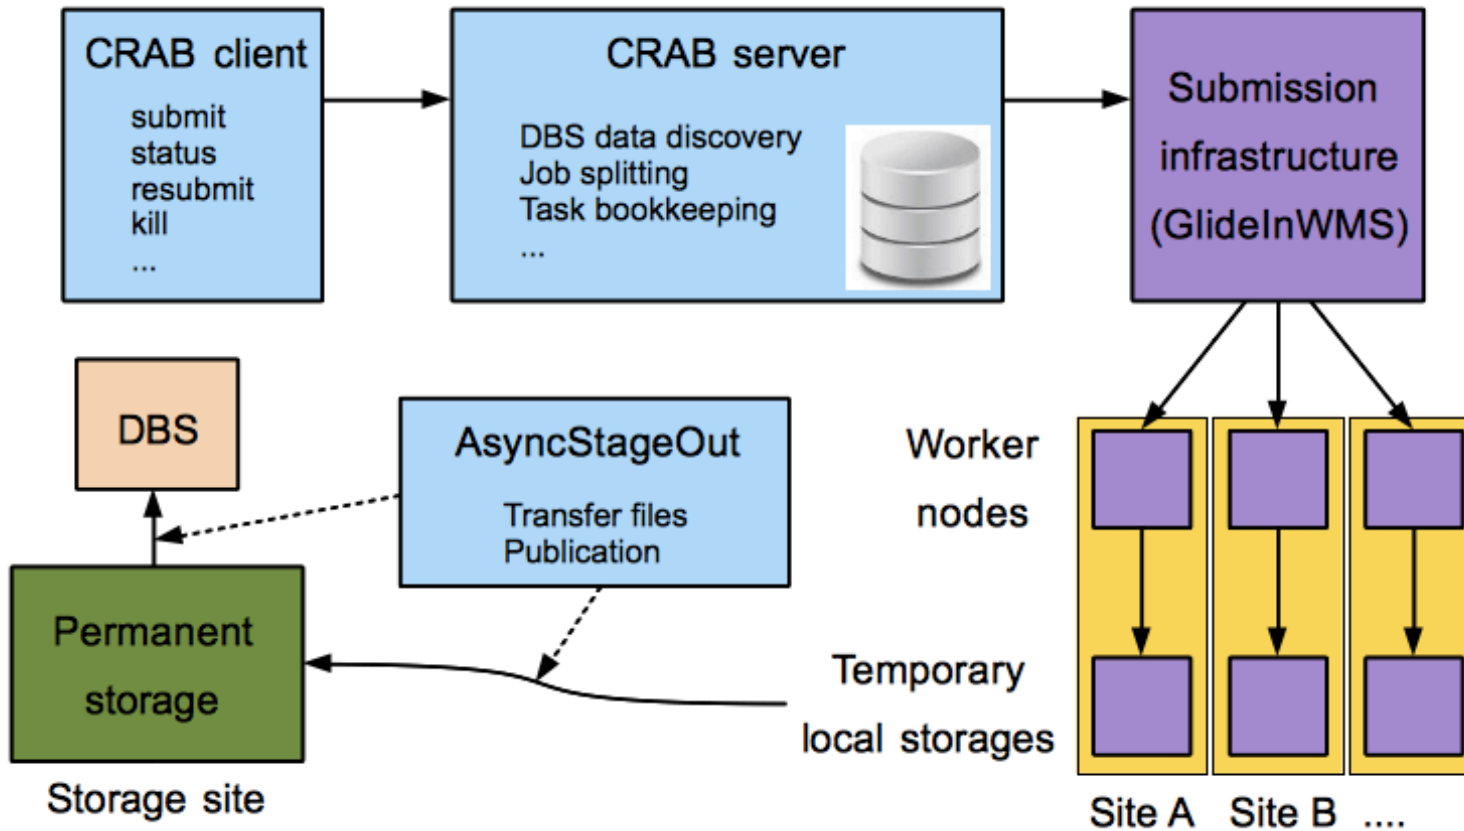 CRAB client
submit
status
resubmit
kill
...
CRAB server
DBS data discovery
Job splitting
Task bookkeeping
...
Submission
infrastructure
(GlideInWMS)
DBS
AsyncStageOut
Transfer files
Publication
Worker
nodes
Permanent
storage
Temporary
local storages
Storage site
Site A
Site B
....